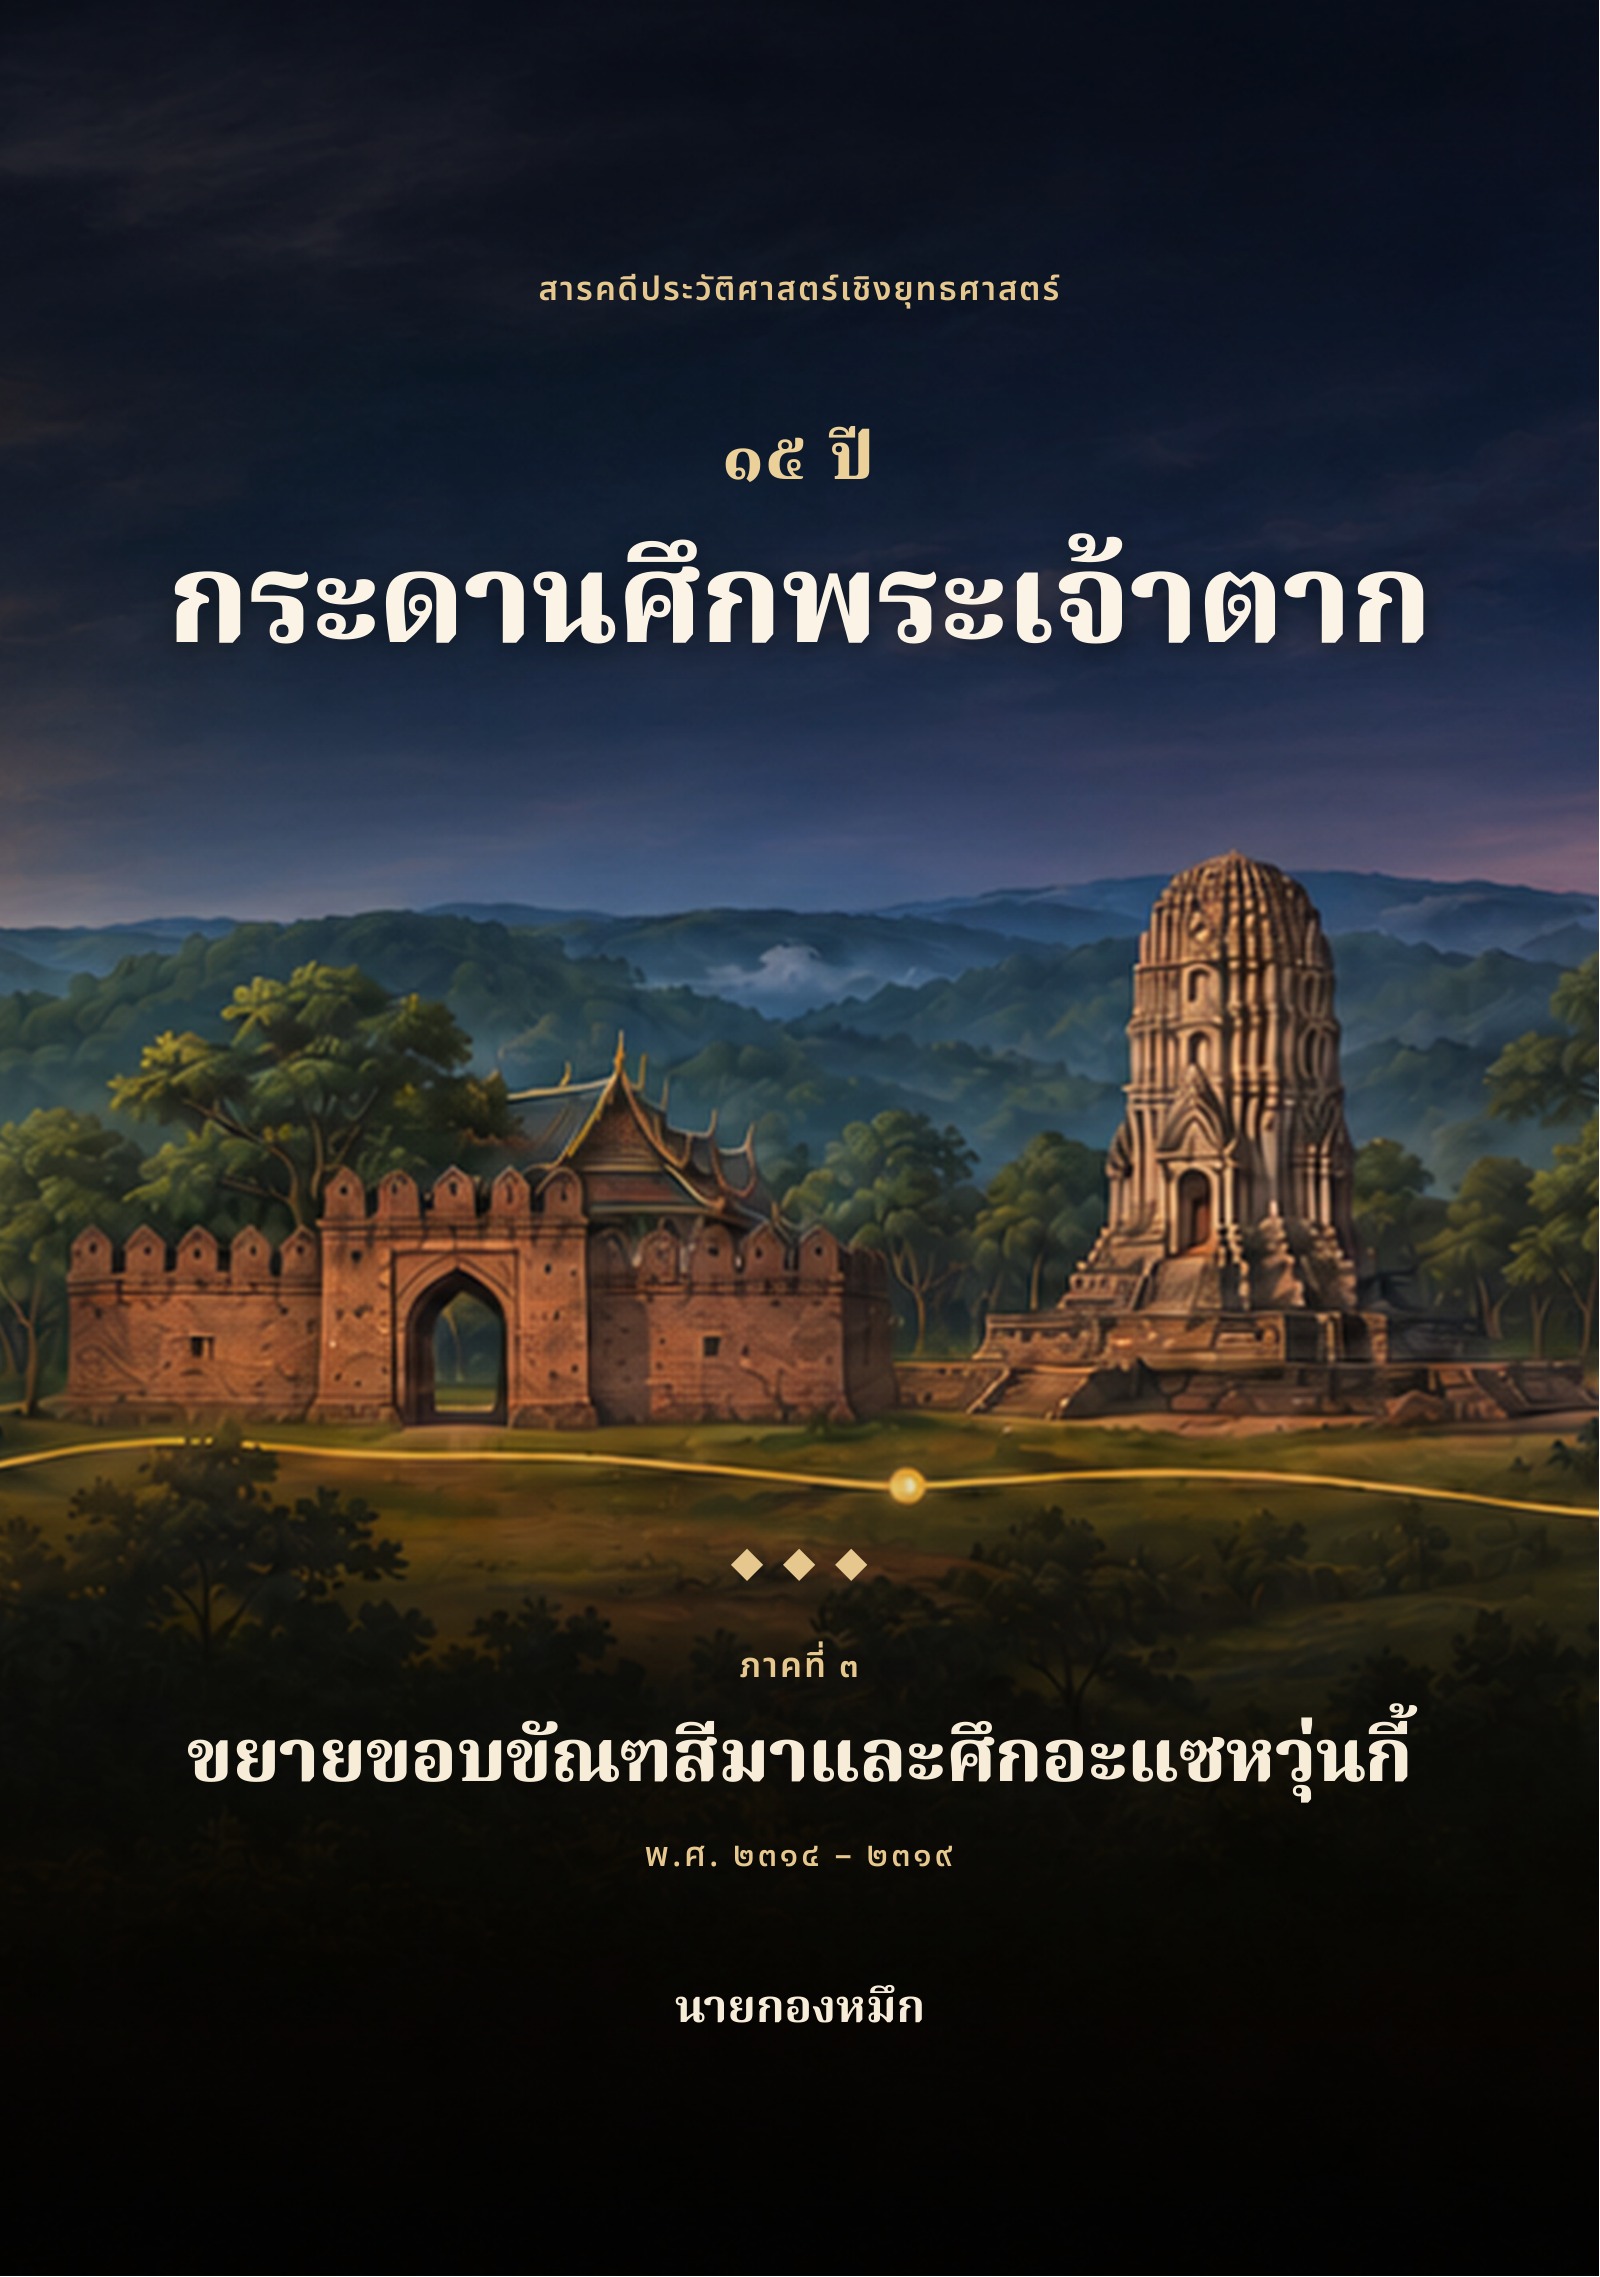 สารคดีประวัติศาสตร์เชิงยุทธศาสตร์
๑๕ ปี
กระดานศึกพระเจ้าตาก
ภาคที่ ๓
ขยายขอบขัณฑสีมาและศึกอะแซหวุ่นกี้
พ.ศ. ๒๓๑๔ – ๒๓๑๙
นายกองหมึก